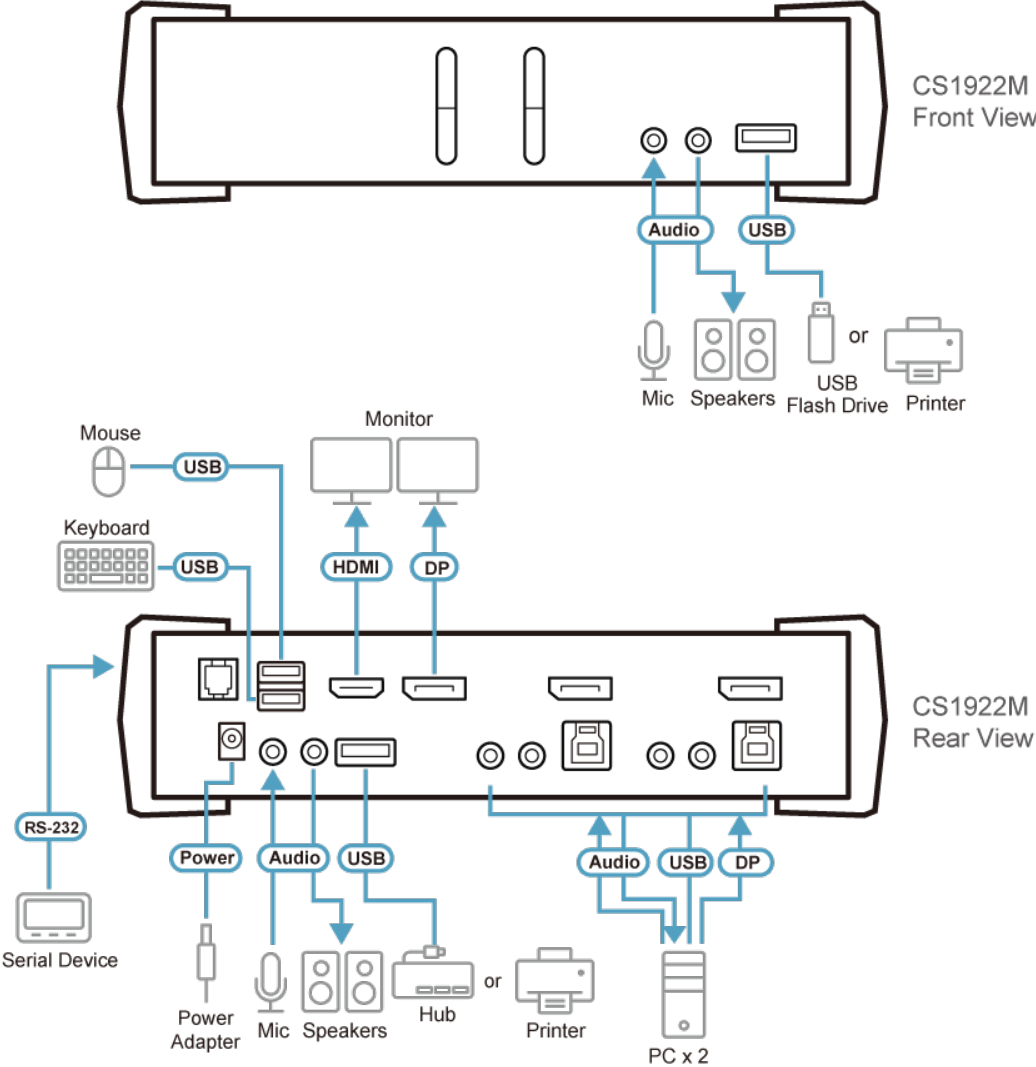 CS1922M
Front View
Audio
USB
or
Mic
Speakers
USB
Flash Drive
Printer
Monitor
Mouse
USB
Keyboard
USB
HDMI
DP
CS1922M
Rear View
RS-232
Power
Audio
USB
Audio
USB
DP
Serial Device
or
Power
Adapter
Mic
Speakers
Hub
Printer
PC x 2